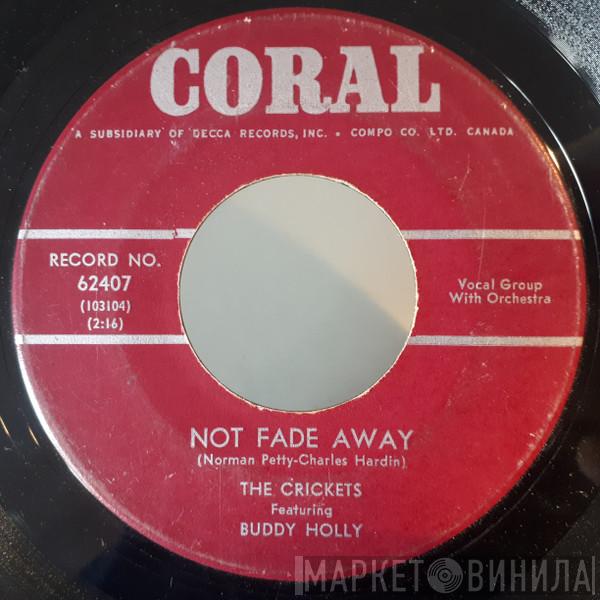 CORAL
A SUBSIDIARY OF DECCA RECORDS, INC. • COMPO CO. LTD. CANADA
RECORD NO.
62407
(103104)
(2:16)
Vocal Group
With Orchestra
NOT FADE AWAY
(Norman Petty-Charles Hardin)
THE CRICKETS
Featuring
BUDDY HOLLY
МАРКЕТ ВИНИЛА